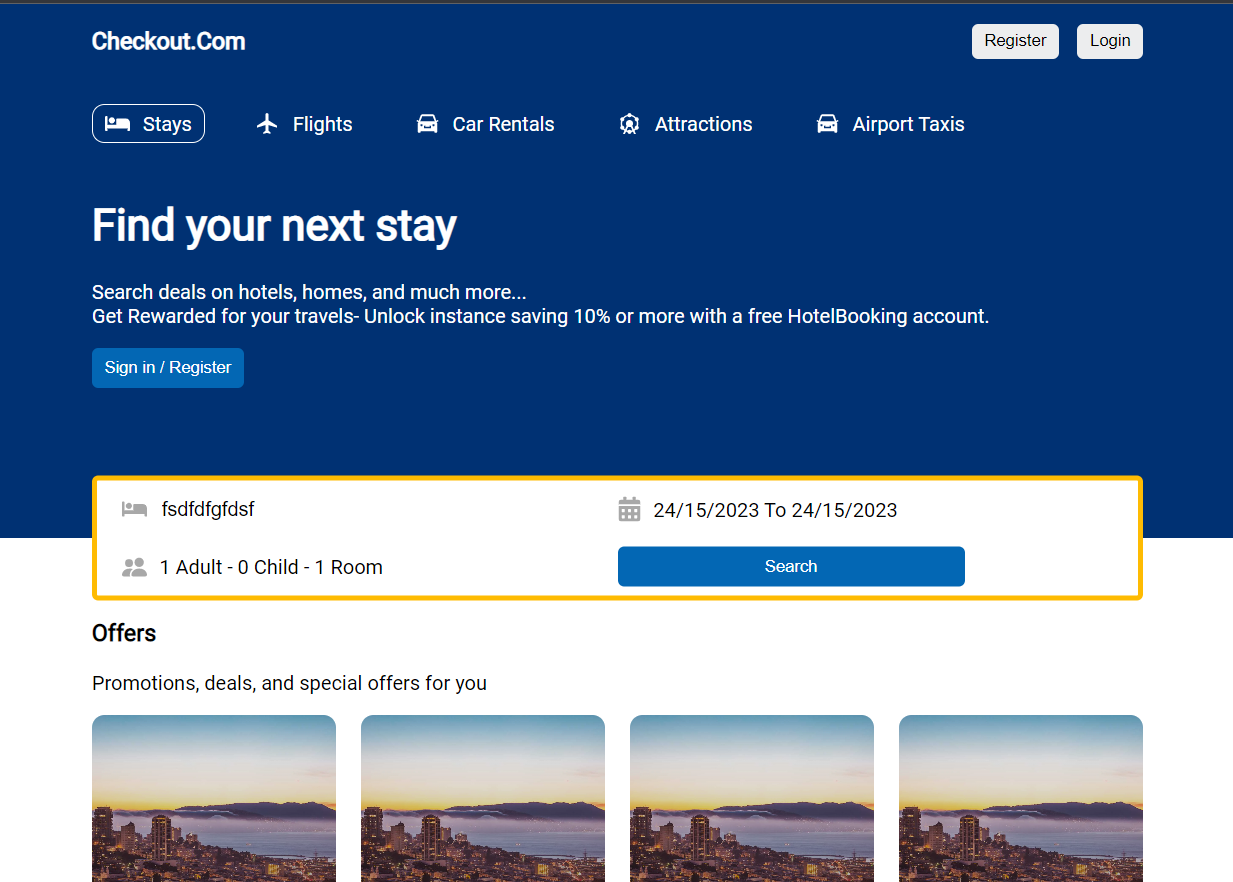 Checkout.Com
Register
Login
Stays
Flights
Car Rentals
Attractions
Airport Taxis
Find your next stay
Search deals on hotels, homes, and much more...
Get Rewarded for your travels- Unlock instance saving 10% or more with a free HotelBooking account.
Sign in / Register
fsdfdfgfdsf
24/15/2023 To 24/15/2023
1 Adult - 0 Child - 1 Room
Search
Offers
Promotions, deals, and special offers for you